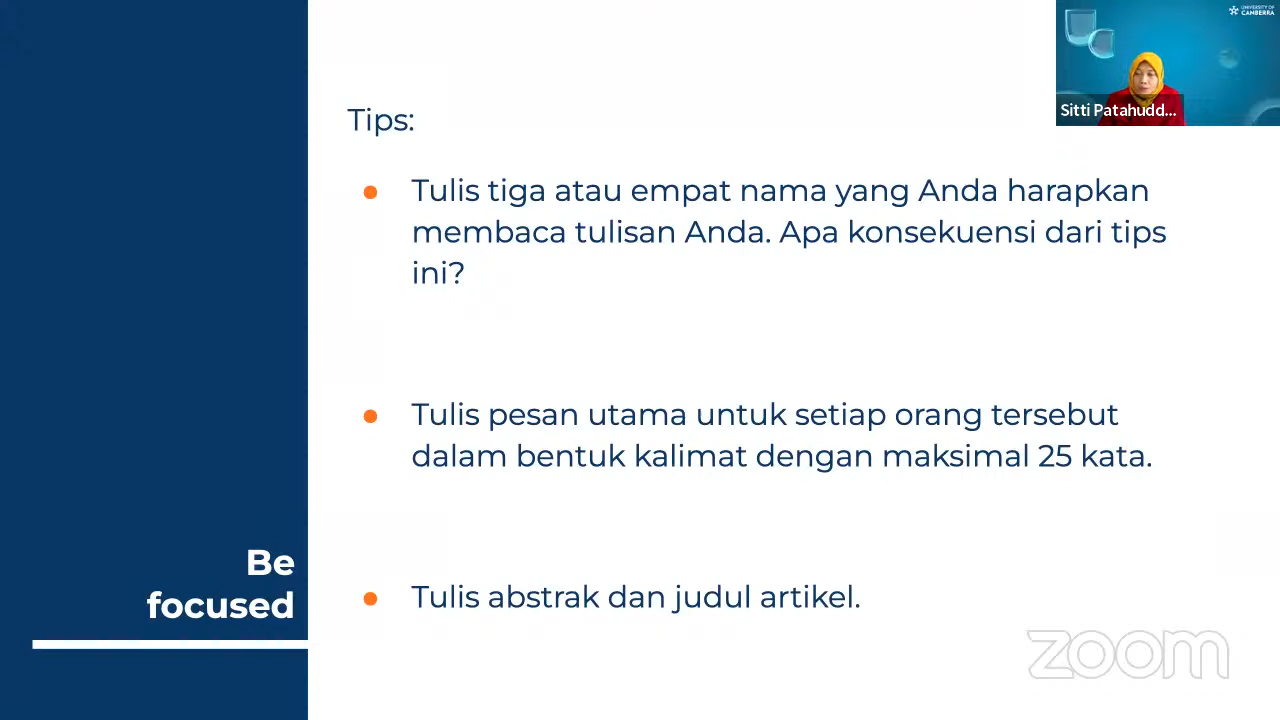 UNIVERSITY OF
CANBERRA
Sitti Patahudd...
Tips:
● Tulis tiga atau empat nama yang Anda harapkan
membaca tulisan Anda. Apa konsekuensi dari tips
ini?
● Tulis pesan utama untuk setiap orang tersebut
dalam bentuk kalimat dengan maksimal 25 kata.
● Tulis abstrak dan judul artikel.
Be
focused
zoom